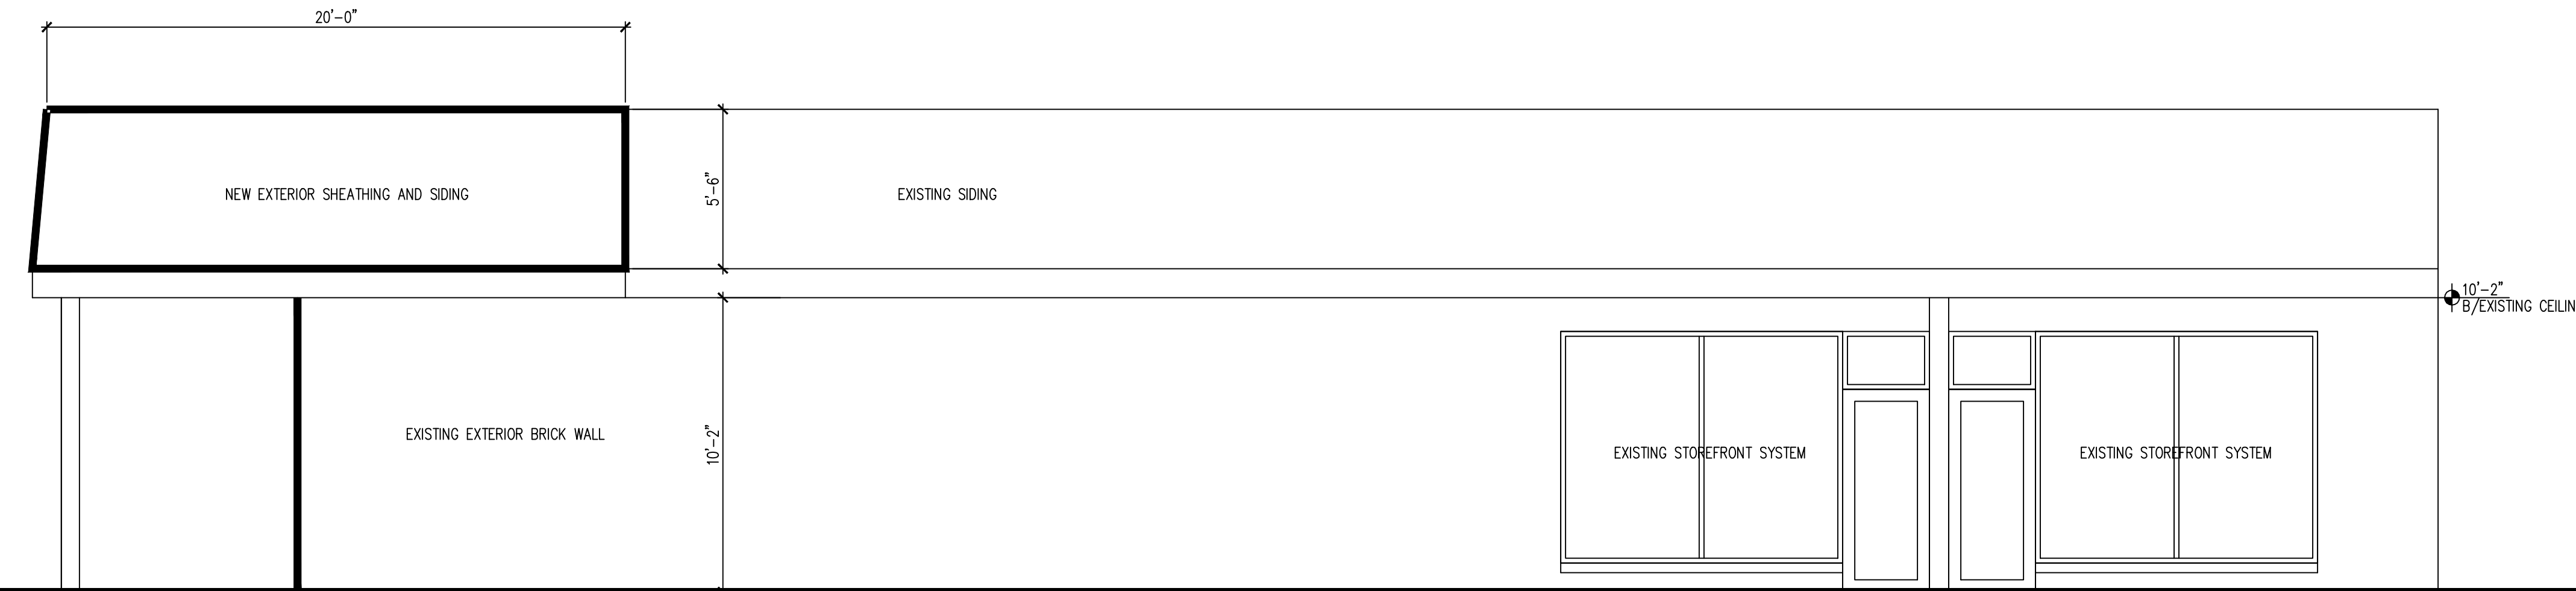 20'-0"
NEW EXTERIOR SHEATHING AND SIDING
5'-6"
EXISTING SIDING
10'-2"
B/EXISTING CEILIN
EXISTING EXTERIOR BRICK WALL
10'-2"
EXISTING STOREFRONT SYSTEM
EXISTING STOREFRONT SYSTEM